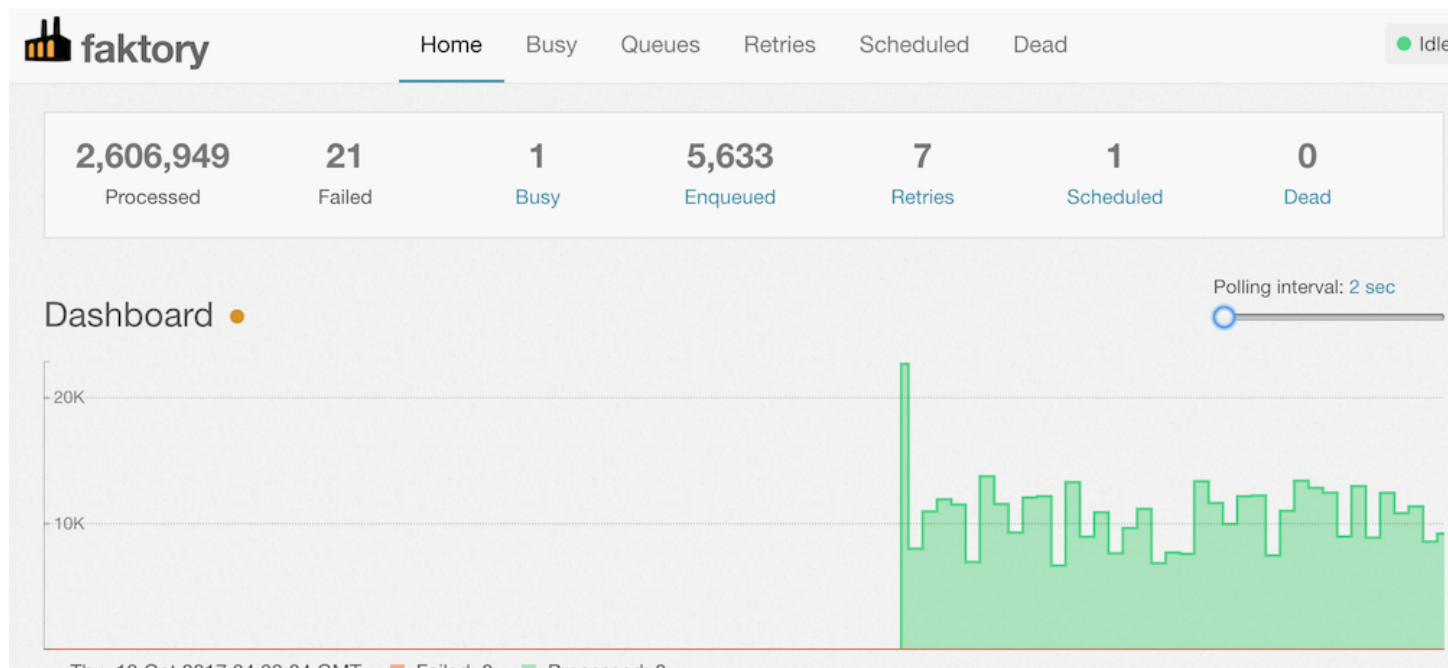 faktory Home Busy Queues Retries Scheduled Dead Idle
2,606,949 21 1 5,633 7 1 0
Processed Failed Busy Enqueued Retries Scheduled Dead
Polling interval: 2 sec
Dashboard
20K
10K